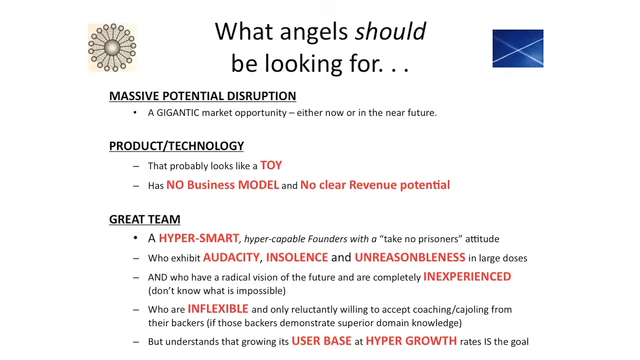 What angels should
be looking for. . .
MASSIVE POTENTIAL DISRUPTION
• A GIGANTIC market opportunity – either now or in the near future.
PRODUCT/TECHNOLOGY
– That probably looks like a TOY
– Has NO Business MODEL and No clear Revenue potential
GREAT TEAM
• A HYPER-SMART, hyper-capable Founders with a “take no prisoners” attitude
– Who exhibit AUDACITY, INSOLENCE and UNREASONBLENESS in large doses
– AND who have a radical vision of the future and are completely INEXPERIENCED
(don’t know what is impossible)
– Who are INFLEXIBLE and only reluctantly willing to accept coaching/cajoling from
their backers (if those backers demonstrate superior domain knowledge)
– But understands that growing its USER BASE at HYPER GROWTH rates IS the goal